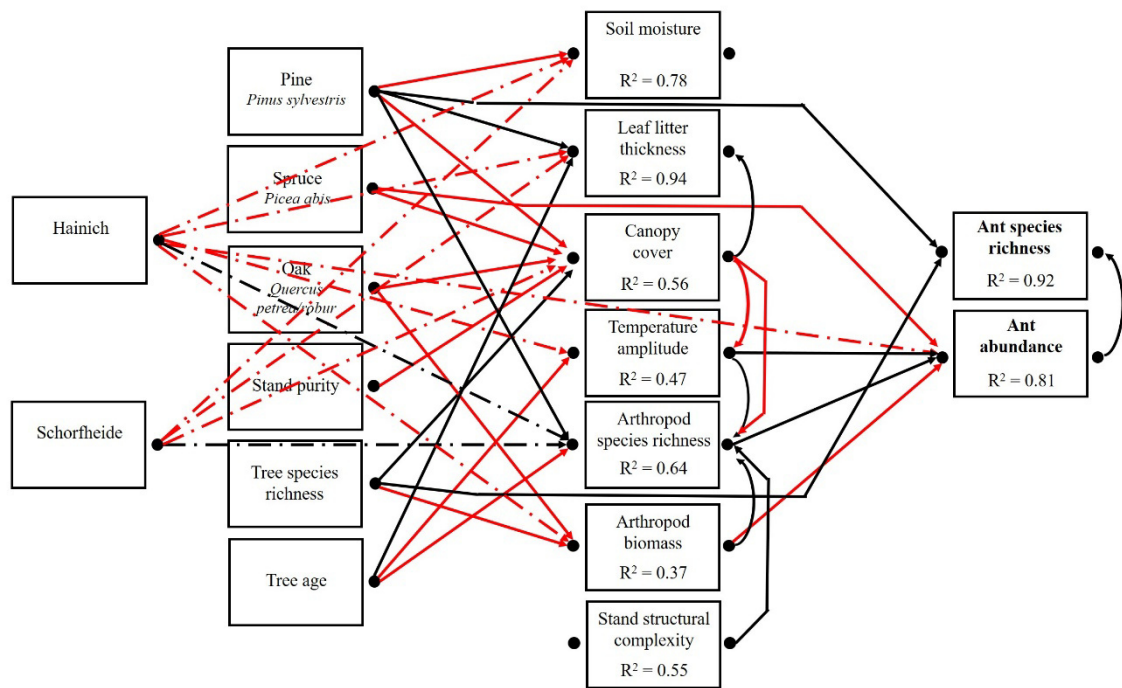 Hainich
Schorfheide
Pine
Pinus sylvestris
Spruce
Picea abis
Oak
Quercus
petrea/robur
Stand purity
Tree species
richness
Tree age
Soil moisture
R² = 0.78
Leaf litter
thickness
R² = 0.94
Canopy
cover
R² = 0.56
Temperature
amplitude
R² = 0.47
Arthropod
species richness
R² = 0.64
Arthropod
biomass
R² = 0.37
Stand structural
complexity
R² = 0.55
Ant species
richness
R² = 0.92
Ant
abundance
R² = 0.81